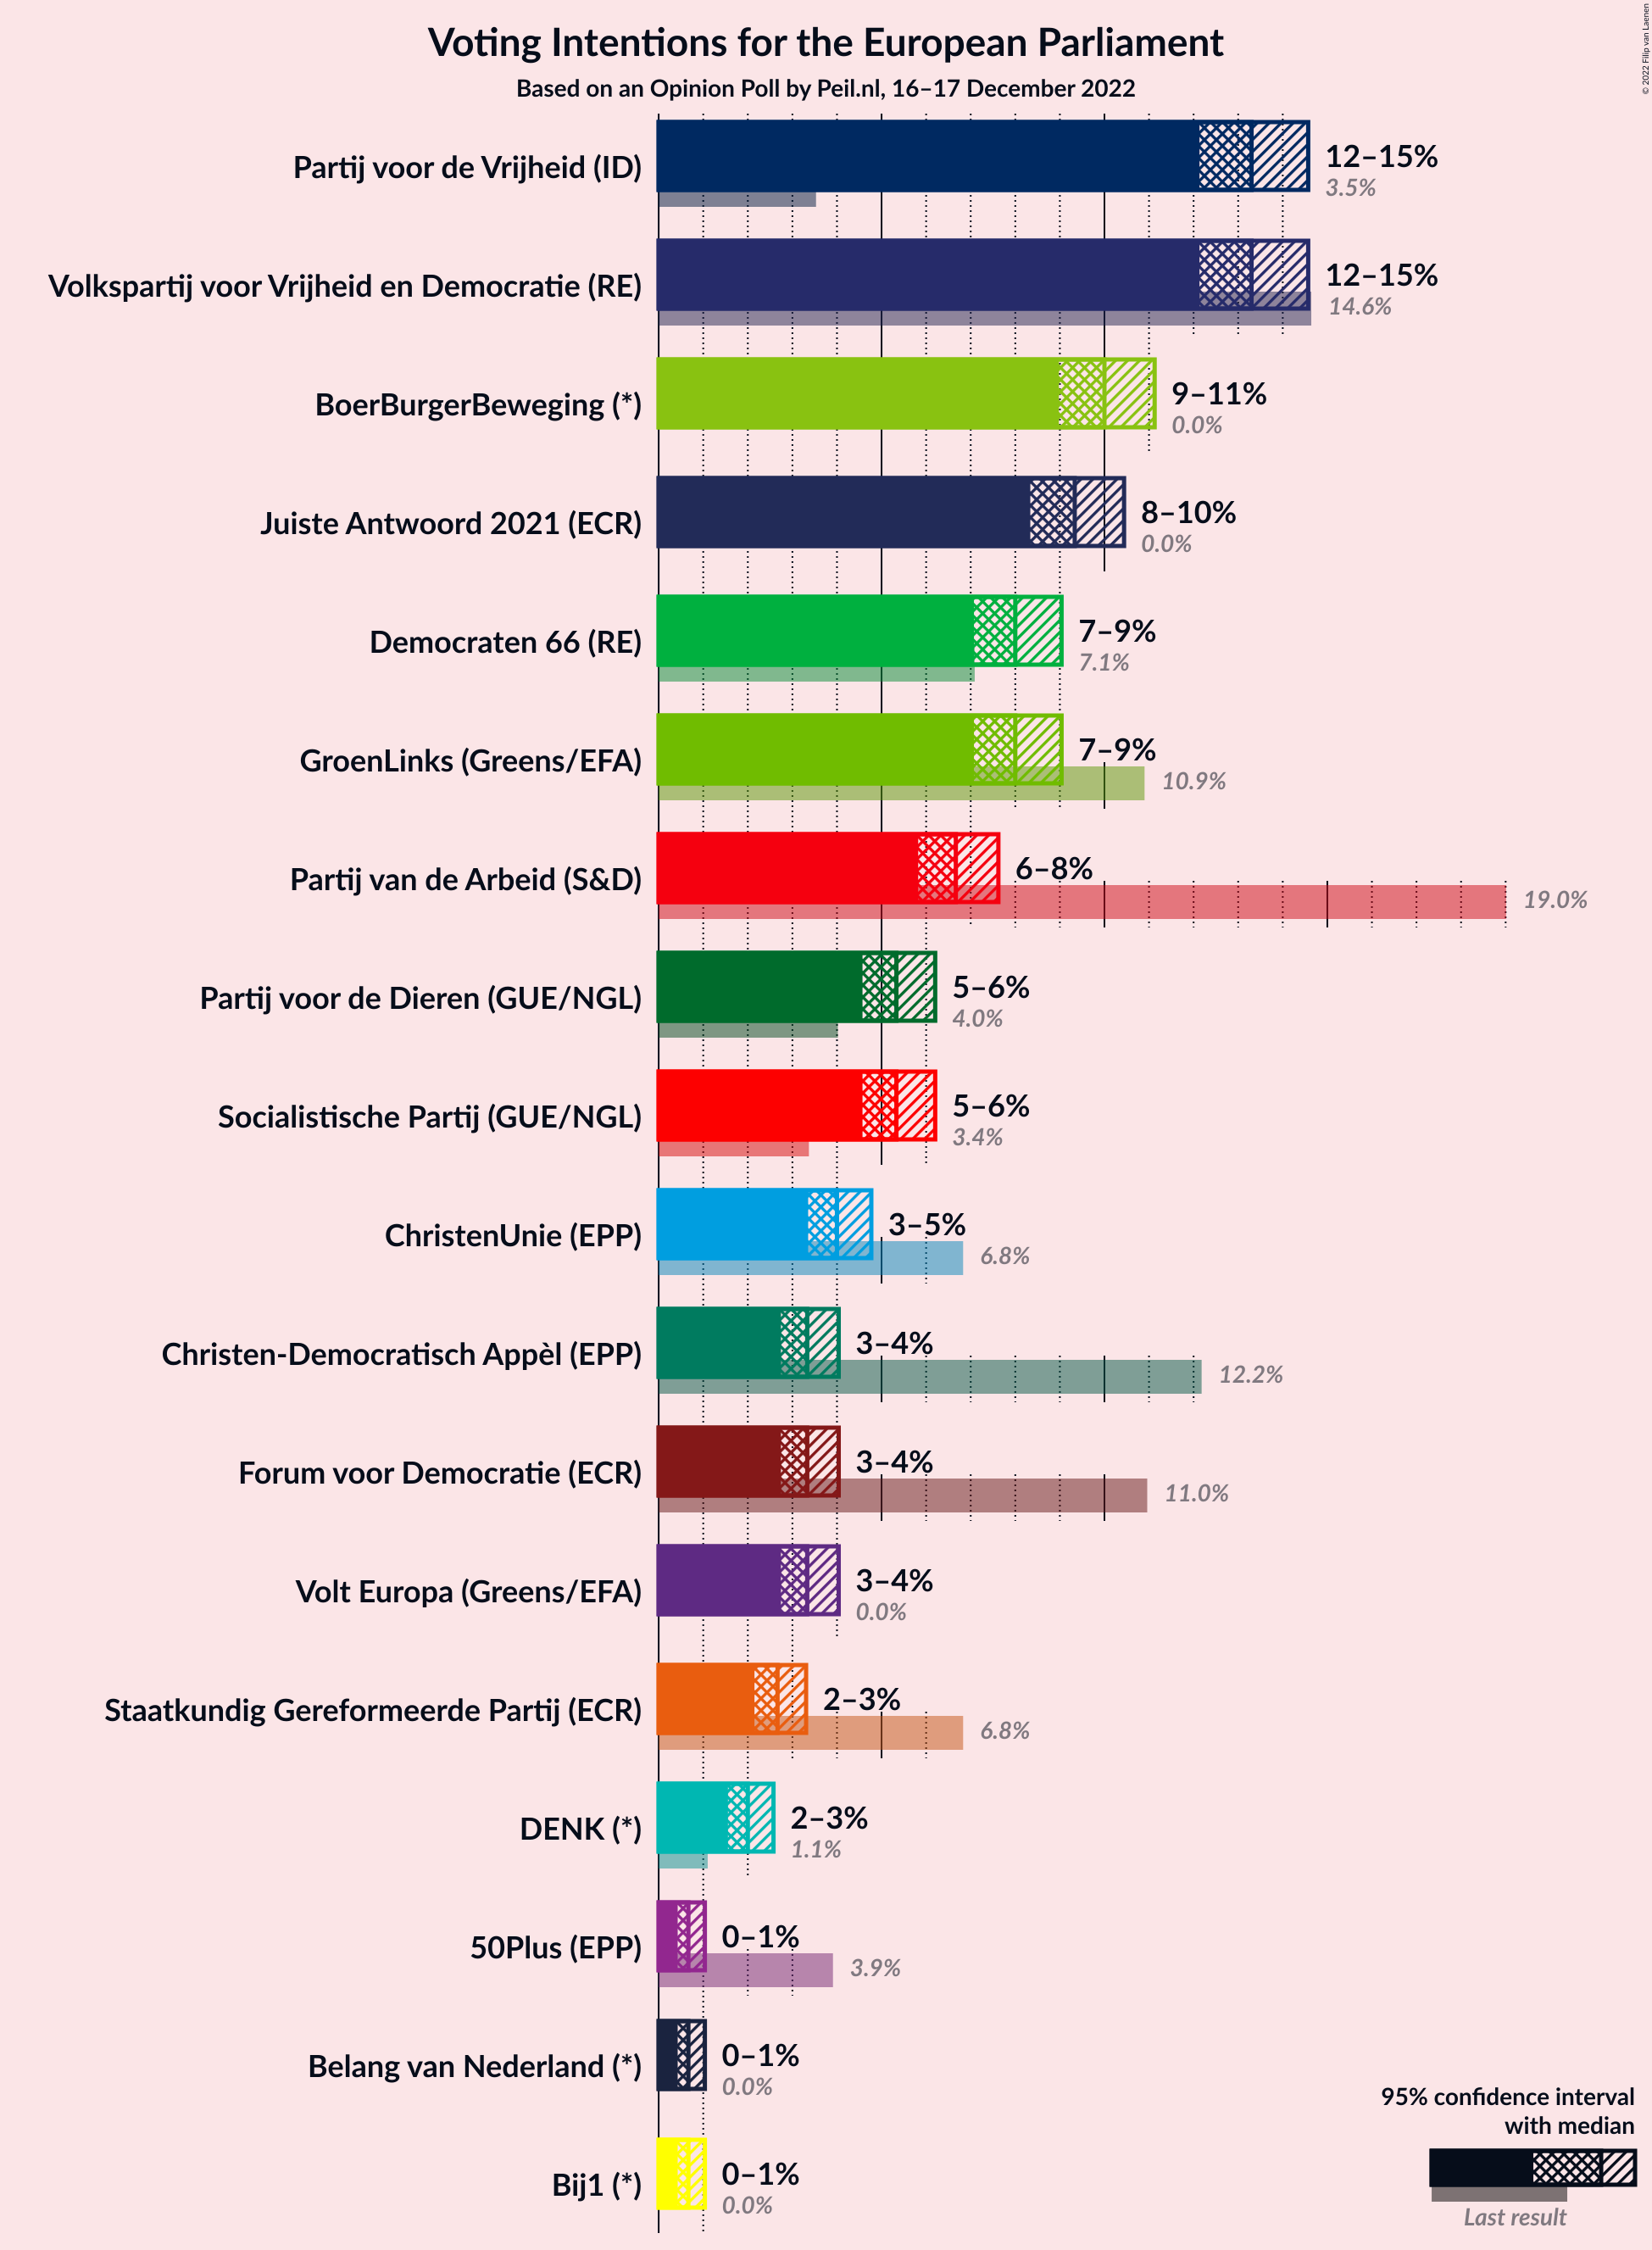 Voting Intentions for the European Parliament
Based on an Opinion Poll by Peil.nl, 16–17 December 2022
© 2022 Filip van Laenen
Partij voor de Vrijheid (ID)
12–15%
3.5%
Volkspartij voor Vrijheid en Democratie (RE)
12–15%
14.6%
BoerBurgerBeweging (*)
9–11%
0.0%
Juiste Antwoord 2021 (ECR)
8–10%
0.0%
Democraten 66 (RE)
7–9%
7.1%
GroenLinks (Greens/EFA)
7–9%
10.9%
Partij van de Arbeid (S&D)
6–8%
19.0%
Partij voor de Dieren (GUE/NGL)
5–6%
4.0%
Socialistische Partij (GUE/NGL)
5–6%
3.4%
ChristenUnie (EPP)
3–5%
6.8%
Christen-Democratisch Appèl (EPP)
3–4%
12.2%
Forum voor Democratie (ECR)
3–4%
11.0%
Volt Europa (Greens/EFA)
3–4%
0.0%
Staatkundig Gereformeerde Partij (ECR)
2–3%
6.8%
DENK (*)
2–3%
1.1%
50Plus (EPP)
0–1%
3.9%
Belang van Nederland (*)
0–1%
0.0%
Bij1 (*)
0–1%
0.0%
95% confidence interval
with median
Last result